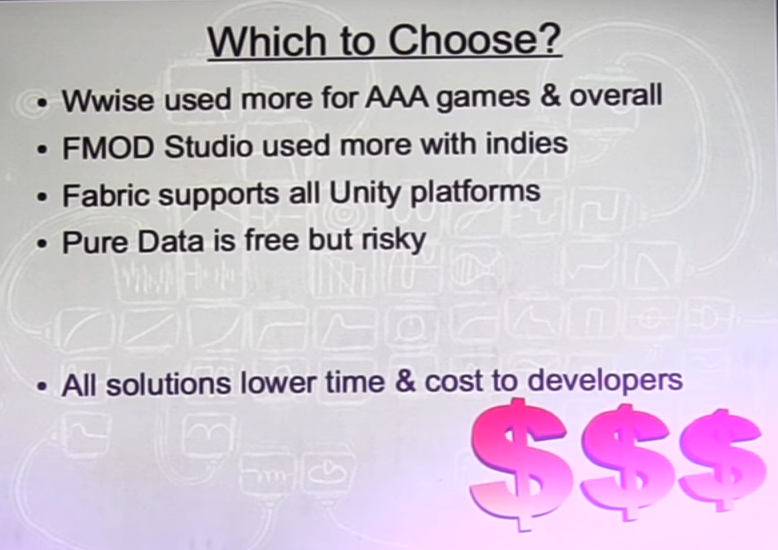 Which to Choose?
• Wwise used more for AAA games & overall
• FMOD Studio used more with indies
• Fabric supports all Unity platforms
• Pure Data is free but risky
• All solutions lower time & cost to developers
$$$